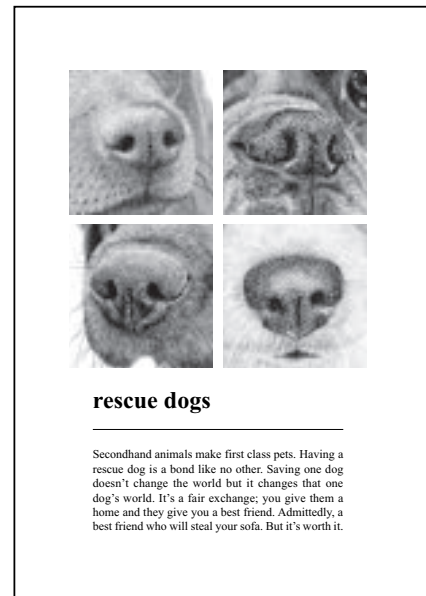 rescue dogs
Secondhand animals make first class pets. Having a
rescue dog is a bond like no other. Saving one dog
doesn’t change the world but it changes that one
dog’s world. It’s a fair exchange; you give them a
home and they give you a best friend. Admittedly, a
best friend who will steal your sofa. But it’s worth it.